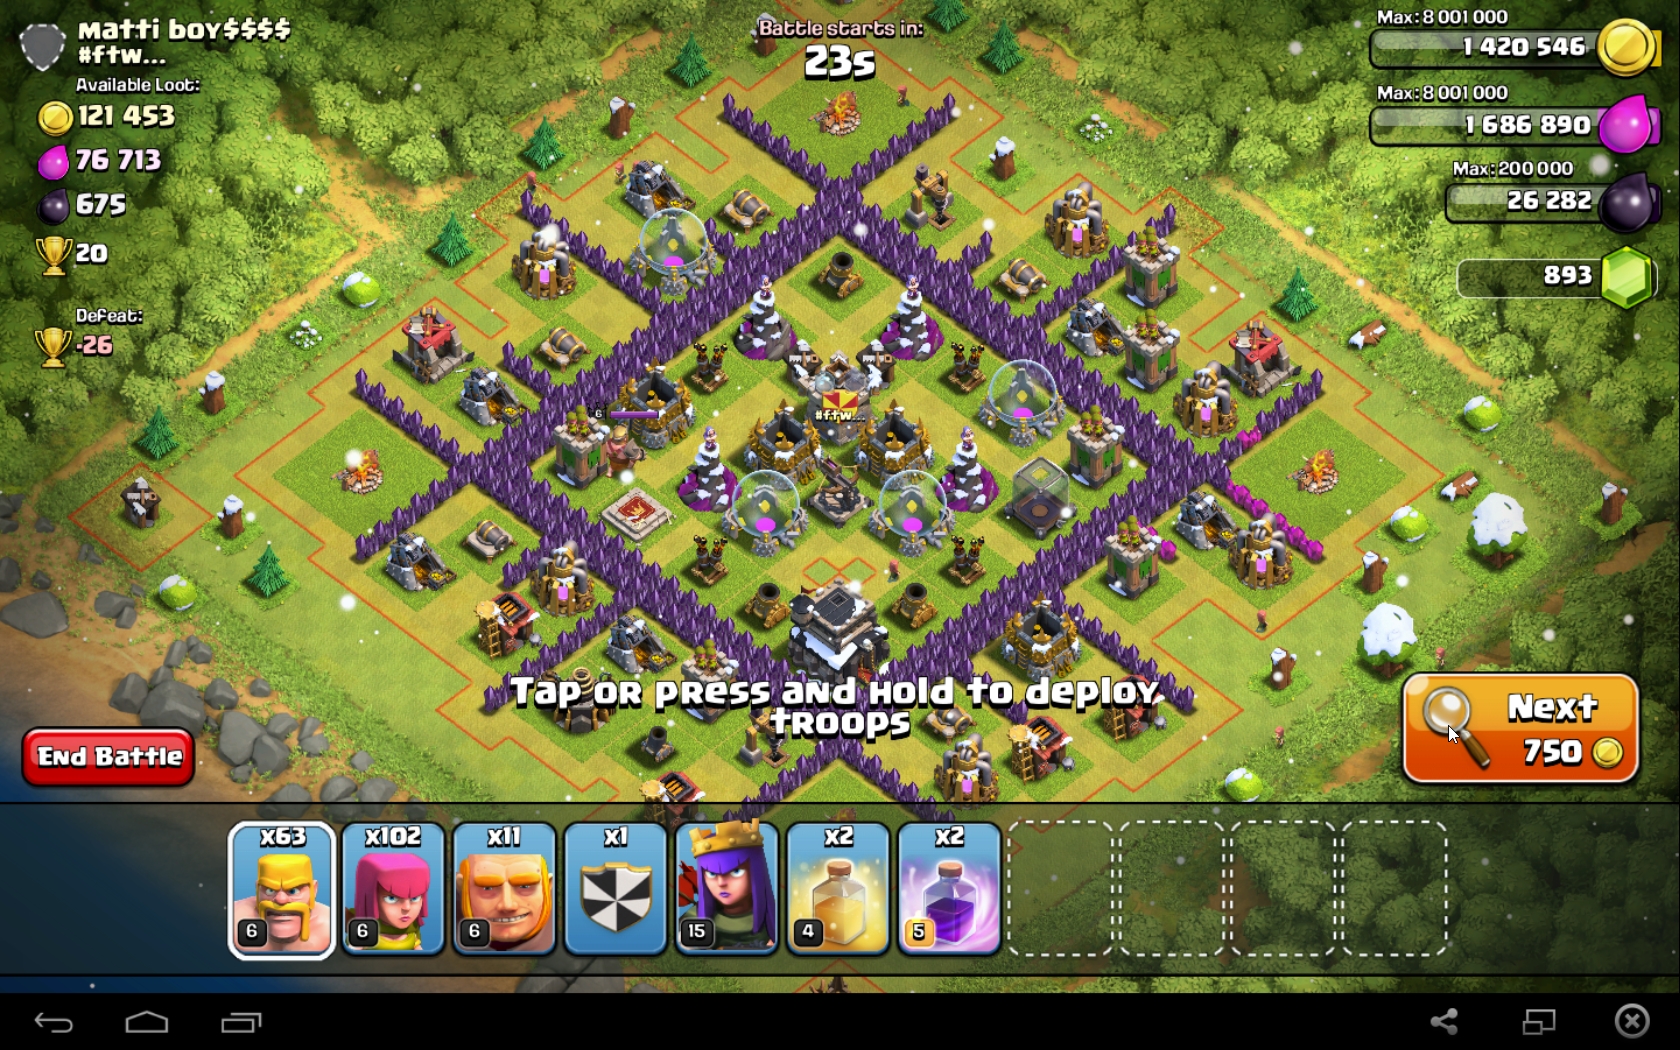 matti boy$$$$
#ftw...
Available Loot:
121 453
76 713
675
20
Defeat:
-26
Battle starts in:
23s
Max: 8 001 000
1 420 546
Max: 8 001 000
1 686 890
Max: 200 000
26 282
893
6
#ftw...
Tap or press and hold to deploy
troops
End Battle
Next
750
x63
x102
x11
x1
x2
x2
6
6
6
15
4
5